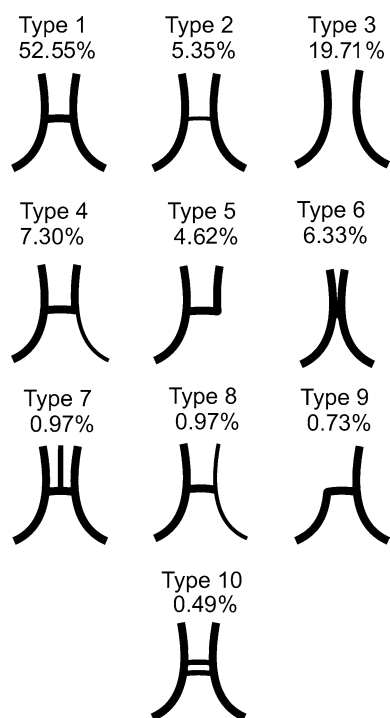 Type 1
52.55%
Type 2
5.35%
Type 3
19.71%
Type 4
7.30%
Type 5
4.62%
Type 6
6.33%
Type 7
0.97%
Type 8
0.97%
Type 9
0.73%
Type 10
0.49%